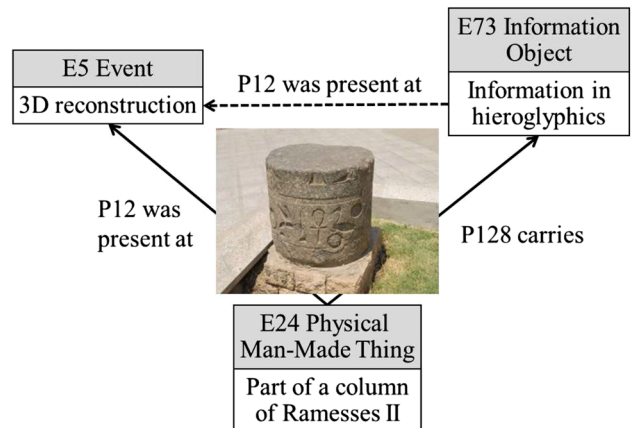 E5 Event
3D reconstruction
P12 was present at
E73 Information
Object
Information in
hieroglyphics
P12 was
present at
P128 carries
E24 Physical
Man-Made Thing
Part of a column
of Ramesses II